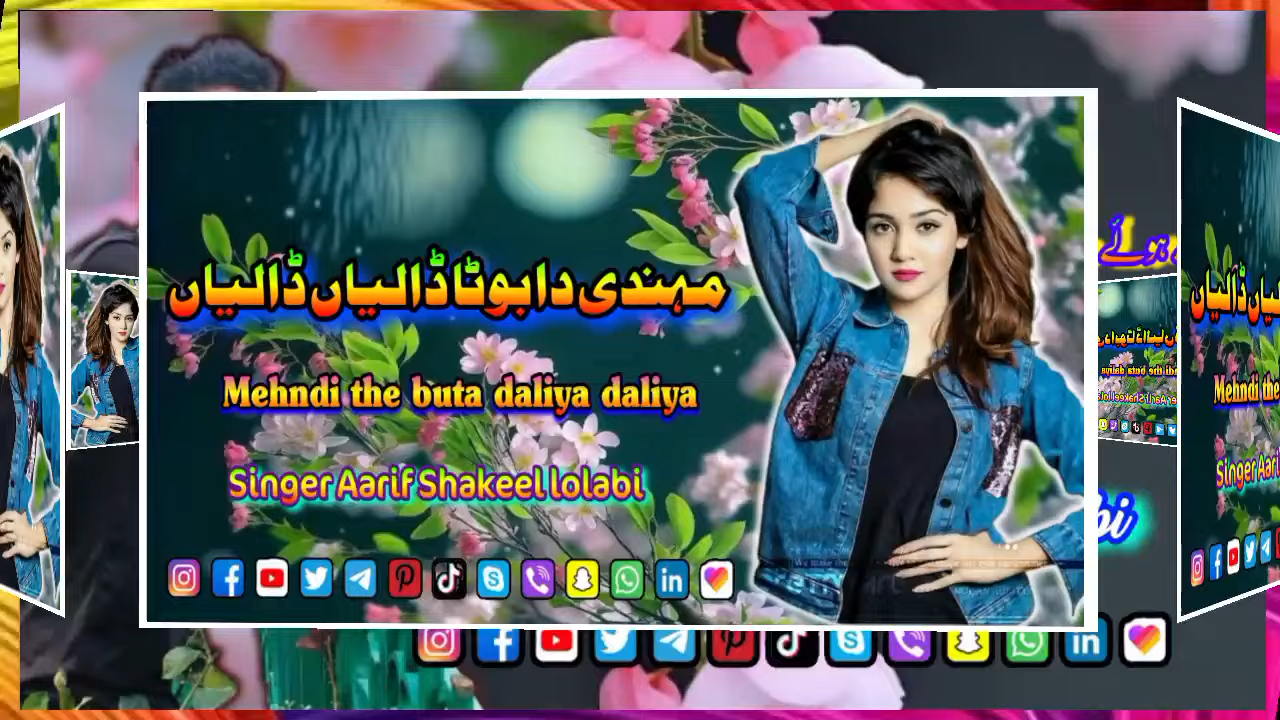 مہندی دا بوٹا ڈالیاں ڈالیاں
Mehndi the buta daliya daliya
Singer Aarif Shakeel lolabi